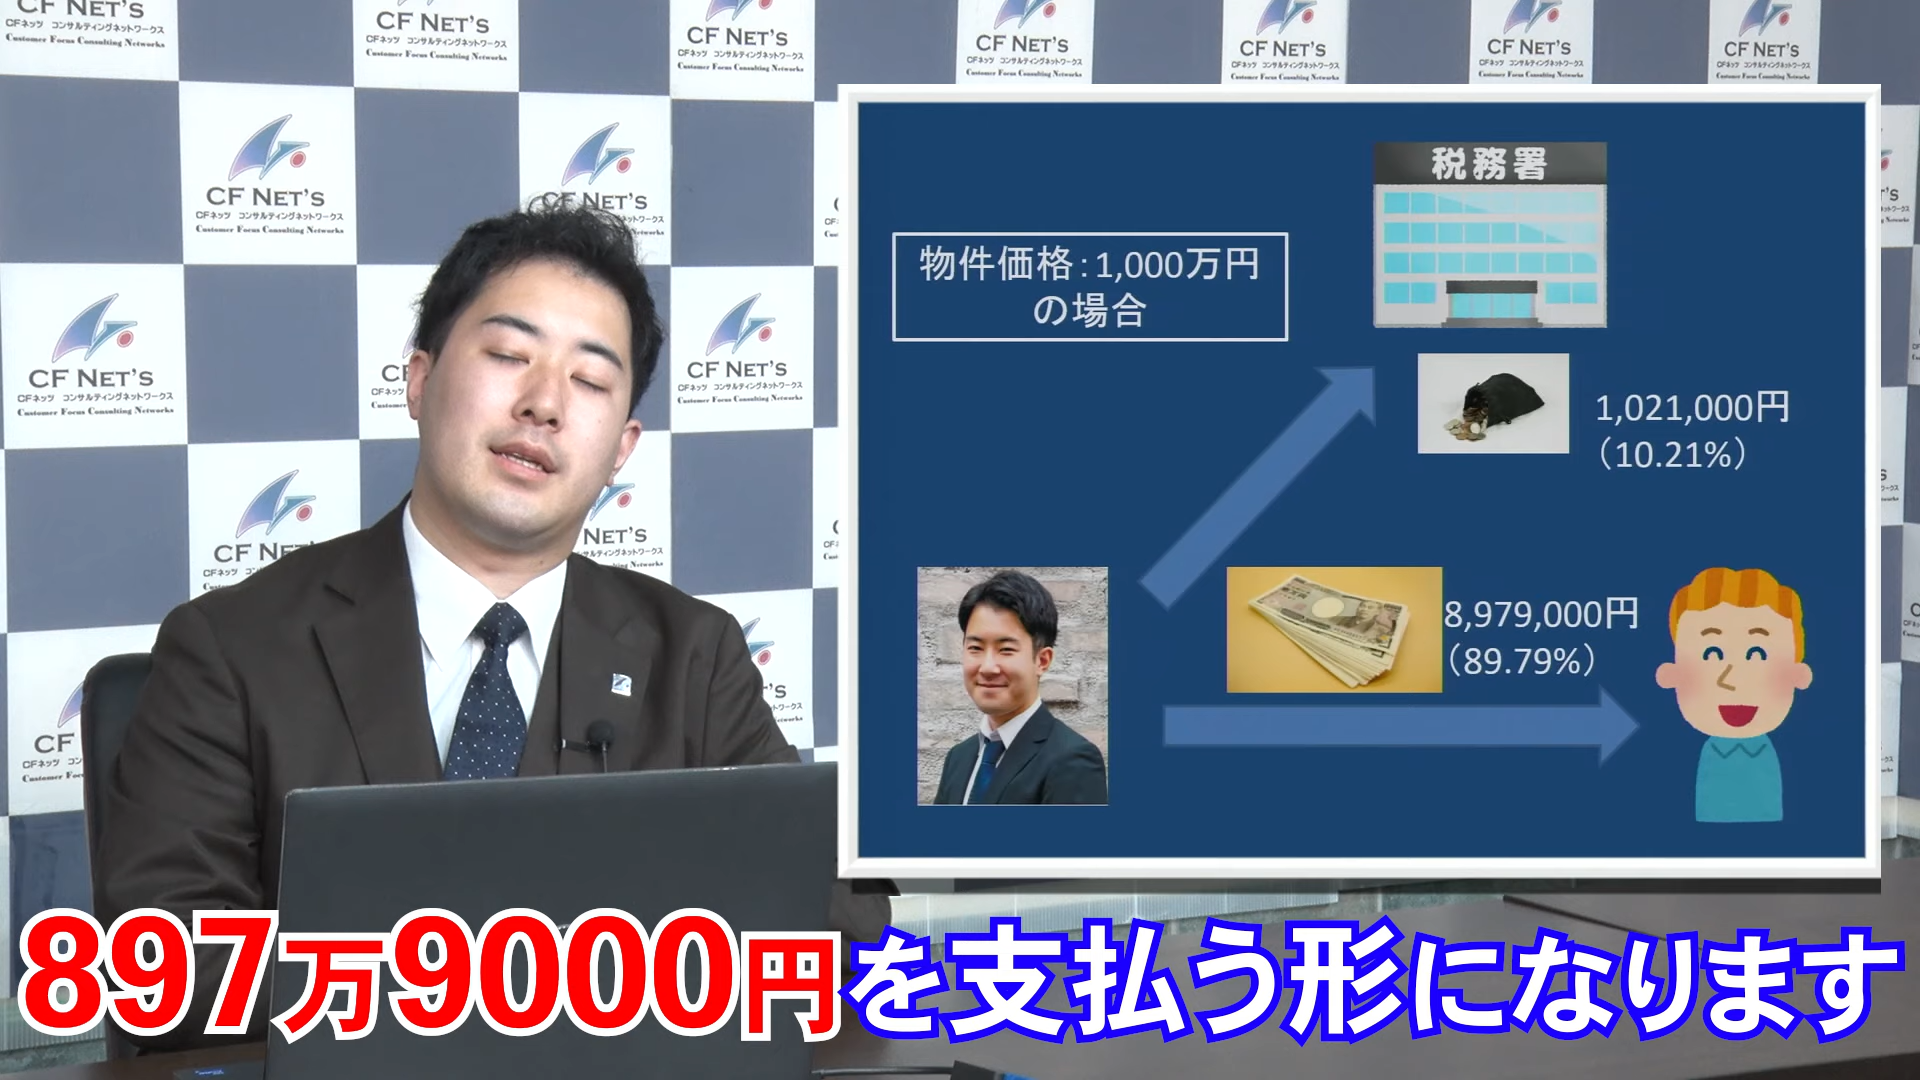 CF NET'S
CFネッツ コンサルティングネットワークス
Customer Focus Consulting Networks
税務署
物件価格：1,000万円
の場合
1,021,000円
（10.21%）
8,979,000円
（89.79%）
897万9000円を支払う形になります